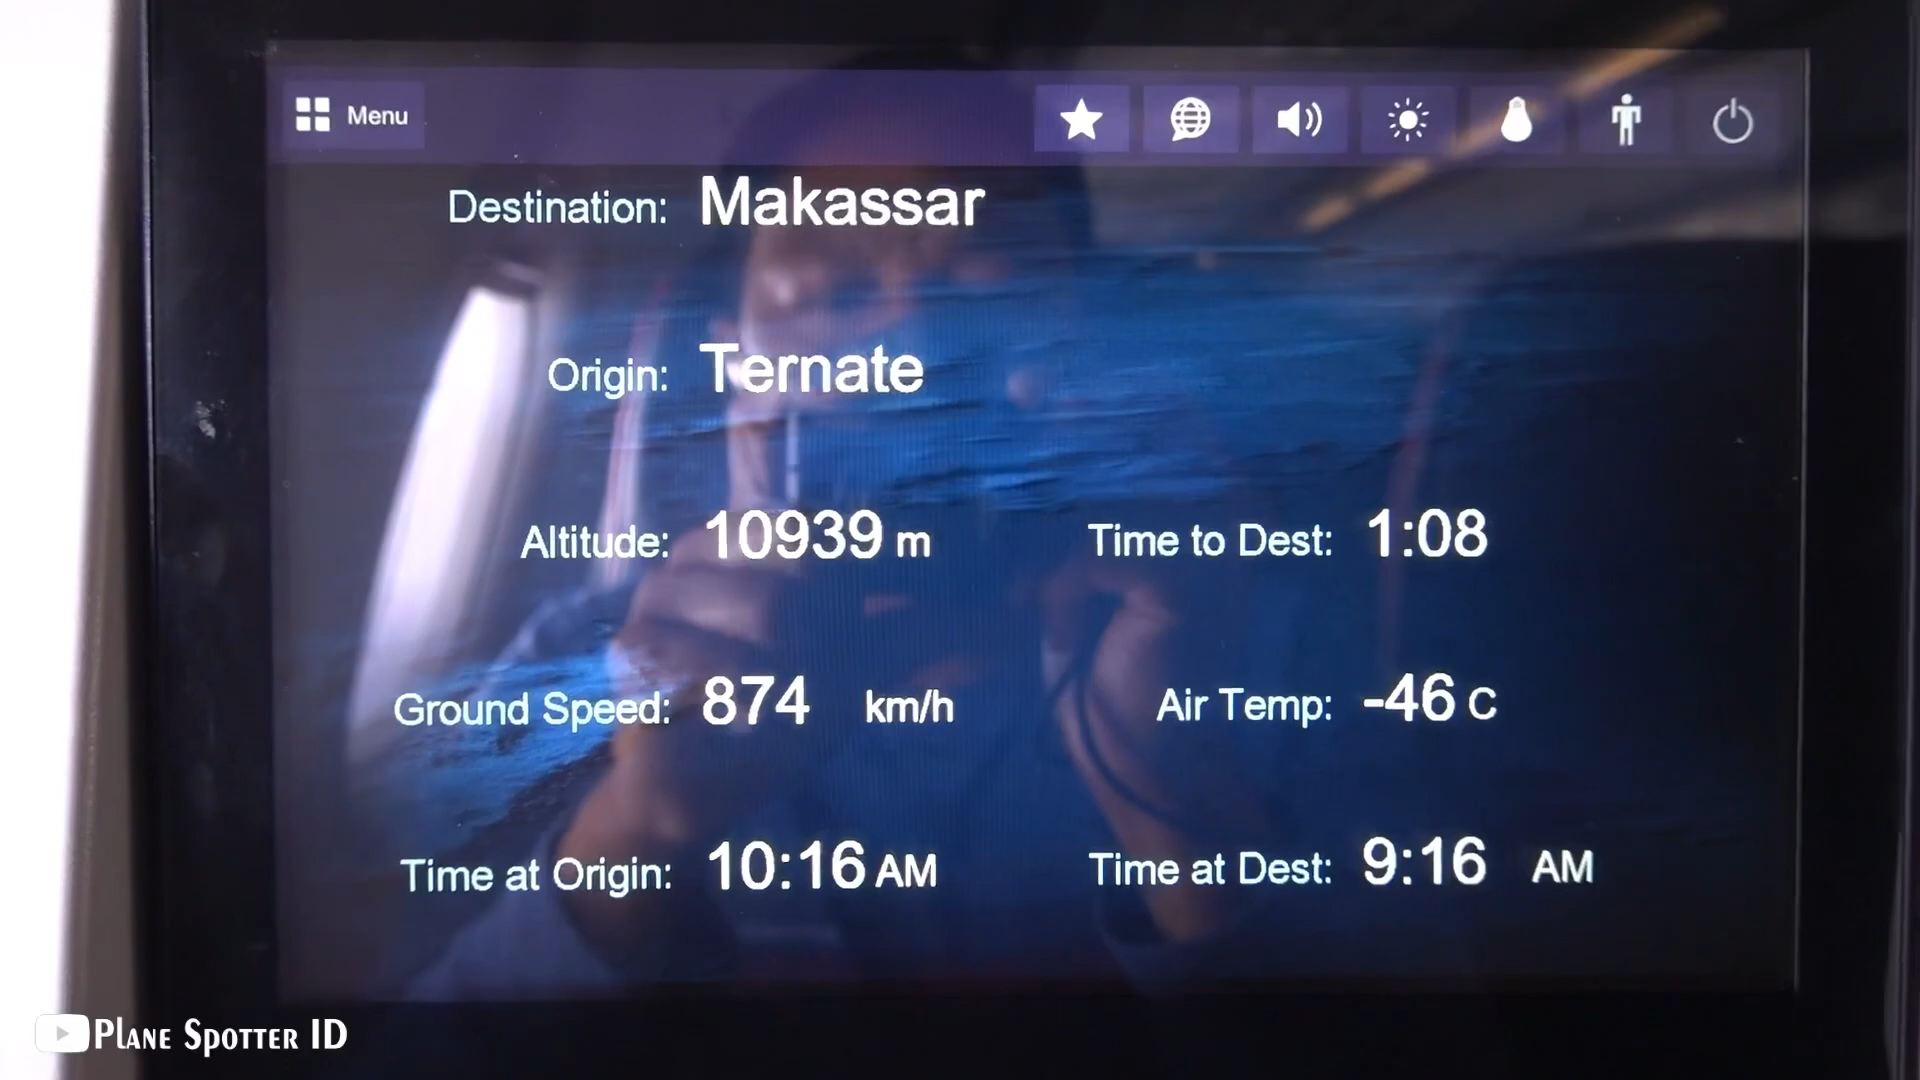 Menu
Destination: Makassar
Origin: Ternate
Altitude: 10939 m Time to Dest: 1:08
Ground Speed: 874 km/h Air Temp: -46 C
Time at Origin: 10:16 AM Time at Dest: 9:16 AM
PLANE SPOTTER ID